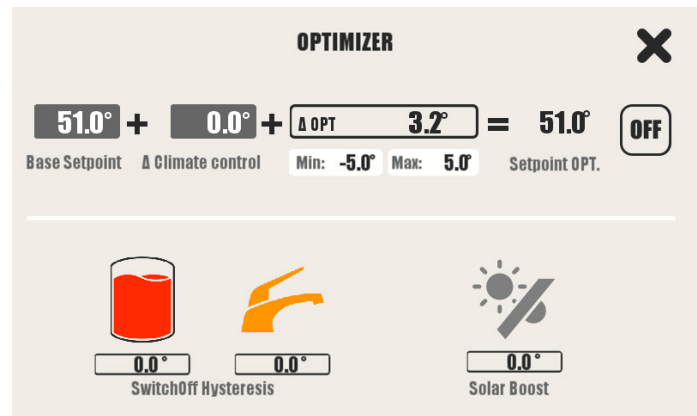 OPTIMIZER
51.0° + 0.0° + Δ OPT 3.2° = 51.0° OFF
Base Setpoint Δ Climate control Min: -5.0° Max: 5.0° Setpoint OPT.
0.0° 0.0° 0.0°
SwitchOff Hysteresis Solar Boost